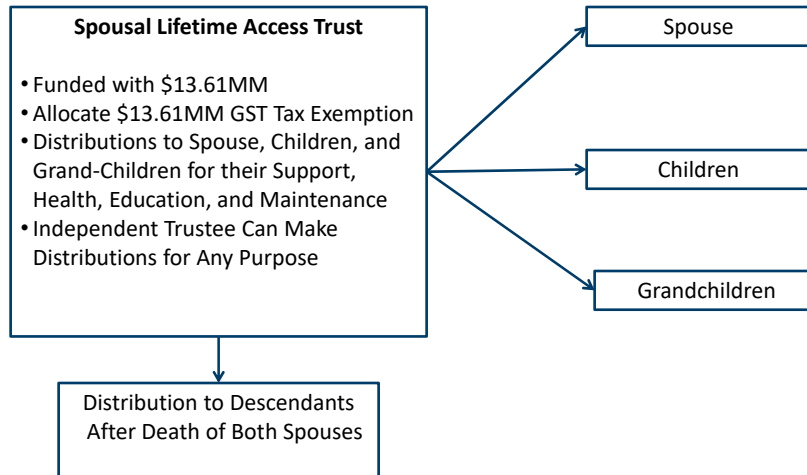 Spousal Lifetime Access Trust
• Funded with $13.61MM
• Allocate $13.61MM GST Tax Exemption
• Distributions to Spouse, Children, and
Grand-Children for their Support,
Health, Education, and Maintenance
• Independent Trustee Can Make
Distributions for Any Purpose
Spouse
Children
Grandchildren
Distribution to Descendants
After Death of Both Spouses